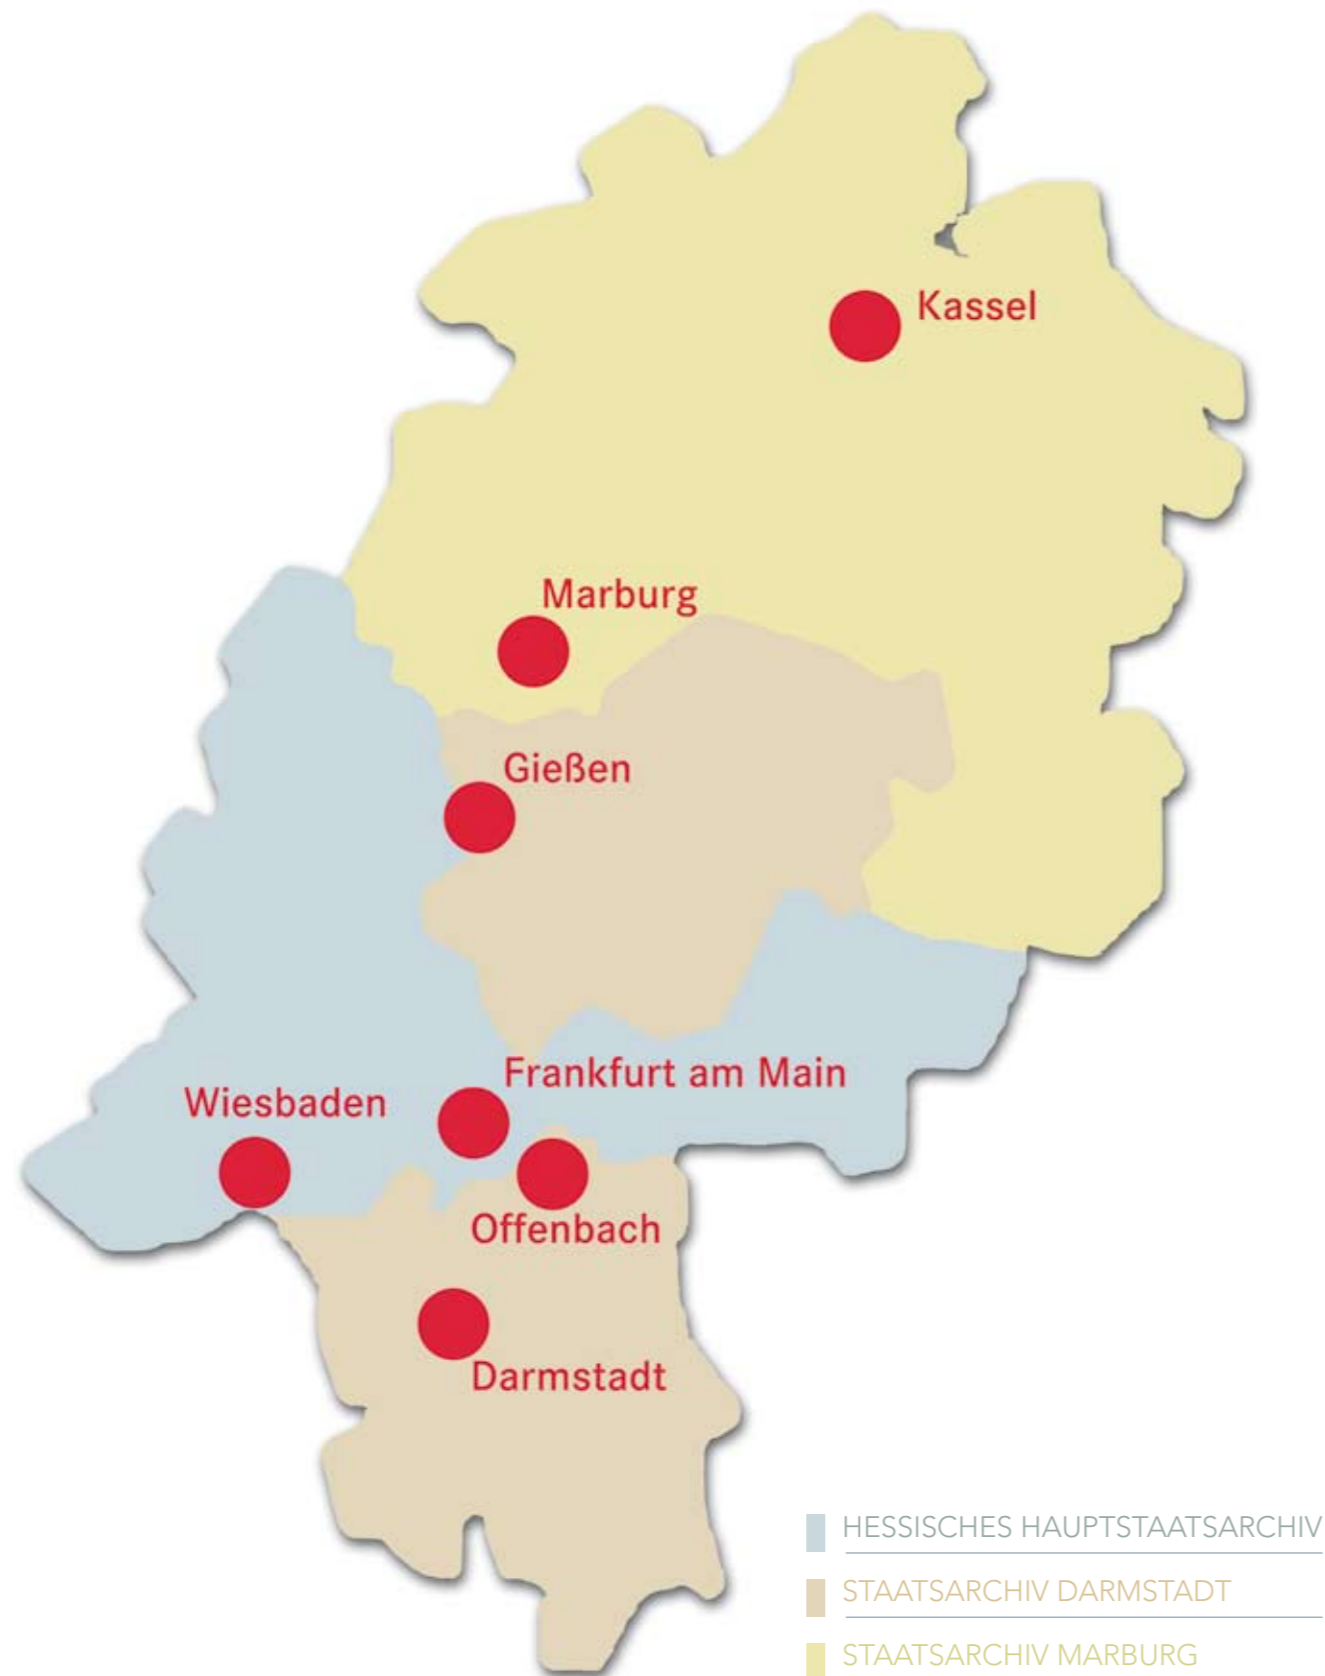 Kassel
Marburg
Gießen
Frankfurt am Main
Wiesbaden
Offenbach
Darmstadt
HESSISCHES HAUPTSTAATSARCHIV
STAATSARCHIV DARMSTADT
STAATSARCHIV MARBURG